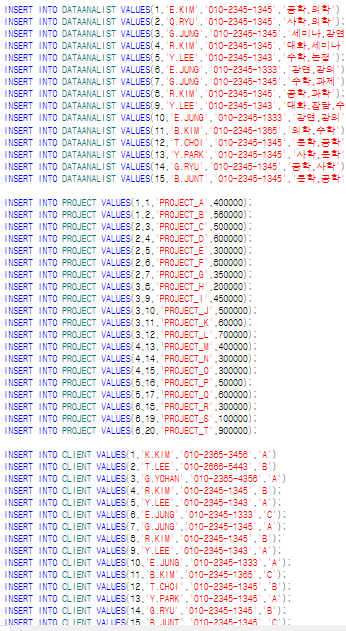 INSERT INTO DATAANALIST VALUES(1,'E.KIM','010-2345-1345','공학,의학')
INSERT INTO DATAANALIST VALUES(2,'Q.RYU','010-2345-1345','사학,의학')
INSERT INTO DATAANALIST VALUES(3,'G.JUNG','010-2345-1345','세미나,강연
INSERT INTO DATAANALIST VALUES(4,'R.KIM','010-2345-1345','대화,세미나'
INSERT INTO DATAANALIST VALUES(5,'Y.LEE','010-2345-1343','수학,논쟁');
INSERT INTO DATAANALIST VALUES(6,'E.JUNG','010-2345-1333','강연,강의')
INSERT INTO DATAANALIST VALUES(7,'G.JUNG','010-2345-1345','수학,과제')
INSERT INTO DATAANALIST VALUES(8,'R.KIM','010-2345-1345','공학,과학');
INSERT INTO DATAANALIST VALUES(9,'Y.LEE','010-2345-1343','대화,잡담,수
INSERT INTO DATAANALIST VALUES(10,'E.JUNG','010-2345-1333','강연,강의'
INSERT INTO DATAANALIST VALUES(11,'B.KIM','010-2345-1365','의학,수학')
INSERT INTO DATAANALIST VALUES(12,'T.CHOI','010-2345-1345','문학,공학'
INSERT INTO DATAANALIST VALUES(13,'Y.PARK','010-2345-1345','사학,문학'
INSERT INTO DATAANALIST VALUES(14,'G.RYU','010-2345-1345','공학,사학')
INSERT INTO DATAANALIST VALUES(15,'B.JUNT','010-2345-1345','문학,공학'
INSERT INTO PROJECT VALUES(1,1,'PROJECT_A',400000);
INSERT INTO PROJECT VALUES(1,2,'PROJECT_B',560000);
INSERT INTO PROJECT VALUES(2,3,'PROJECT_C',500000);
INSERT INTO PROJECT VALUES(2,4,'PROJECT_D',600000);
INSERT INTO PROJECT VALUES(2,5,'PROJECT_E',300000);
INSERT INTO PROJECT VALUES(2,6,'PROJECT_F',800000);
INSERT INTO PROJECT VALUES(2,7,'PROJECT_G',350000);
INSERT INTO PROJECT VALUES(3,8,'PROJECT_H',200000);
INSERT INTO PROJECT VALUES(3,9,'PROJECT_I',450000);
INSERT INTO PROJECT VALUES(3,10,'PROJECT_J',500000);
INSERT INTO PROJECT VALUES(3,11,'PROJECT_K',60000);
INSERT INTO PROJECT VALUES(3,12,'PROJECT_L',700000);
INSERT INTO PROJECT VALUES(4,13,'PROJECT_M',400000);
INSERT INTO PROJECT VALUES(4,14,'PROJECT_N',300000);
INSERT INTO PROJECT VALUES(4,15,'PROJECT_O',350000);
INSERT INTO PROJECT VALUES(5,16,'PROJECT_P',50000);
INSERT INTO PROJECT VALUES(5,17,'PROJECT_Q',600000);
INSERT INTO PROJECT VALUES(6,18,'PROJECT_R',300000);
INSERT INTO PROJECT VALUES(6,19,'PROJECT_S',100000);
INSERT INTO PROJECT VALUES(6,20,'PROJECT_T',900000);
INSERT INTO CLIENT VALUES(1,'K.KIM','010-2365-3456','A')
INSERT INTO CLIENT VALUES(2,'T.LEE','010-2666-5443','B')
INSERT INTO CLIENT VALUES(3,'G.YOHAN','010-2365-4356','A')
INSERT INTO CLIENT VALUES(4,'R.KIM','010-2345-1345','B');
INSERT INTO CLIENT VALUES(5,'Y.LEE','010-2345-1343','A');
INSERT INTO CLIENT VALUES(6,'E.JUNG','010-2345-1333','C');
INSERT INTO CLIENT VALUES(7,'G.JUNG','010-2345-1345','A');
INSERT INTO CLIENT VALUES(8,'R.KIM','010-2345-1345','B');
INSERT INTO CLIENT VALUES(9,'Y.LEE','010-2345-1343','A');
INSERT INTO CLIENT VALUES(10,'E.JUNG','010-2345-1333','A');
INSERT INTO CLIENT VALUES(11,'B.KIM','010-2345-1365','C');
INSERT INTO CLIENT VALUES(12,'T.CHOI','010-2345-1345','B');
INSERT INTO CLIENT VALUES(13,'Y.PARK','010-2345-1345','A');
INSERT INTO CLIENT VALUES(14,'G.RYU','010-2345-1345','B');
INSERT INTO CLIENT VALUES(15,'B.JUNT','010-2345-1345','C');